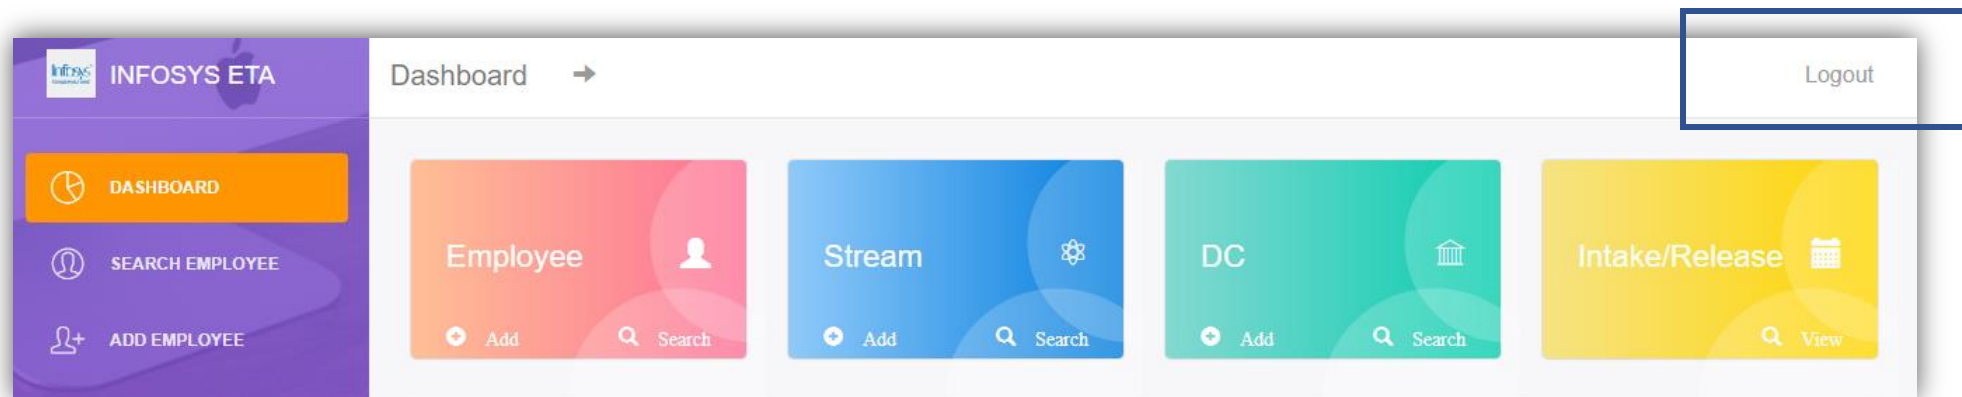 Infosys
INFOSYS ETA
Dashboard
Logout
DASHBOARD
SEARCH EMPLOYEE
ADD EMPLOYEE
Employee
Add Search
Stream
Add Search
DC
Add Search
Intake/Release
View